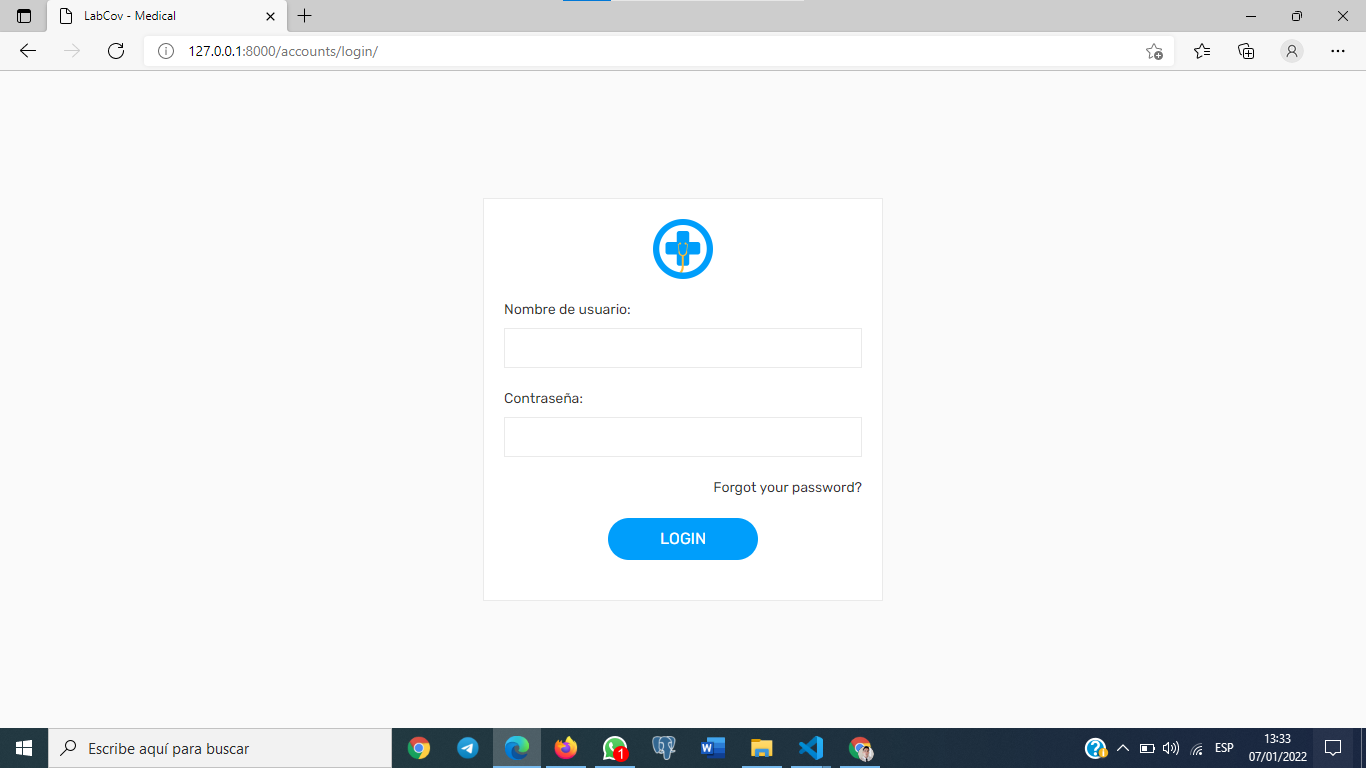 LabCov - Medical
127.0.0.1:8000/accounts/login/
Nombre de usuario:
Contraseña:
Forgot your password?
LOGIN
Escribe aquí para buscar
1
W
ESP
13:33
07/01/2022